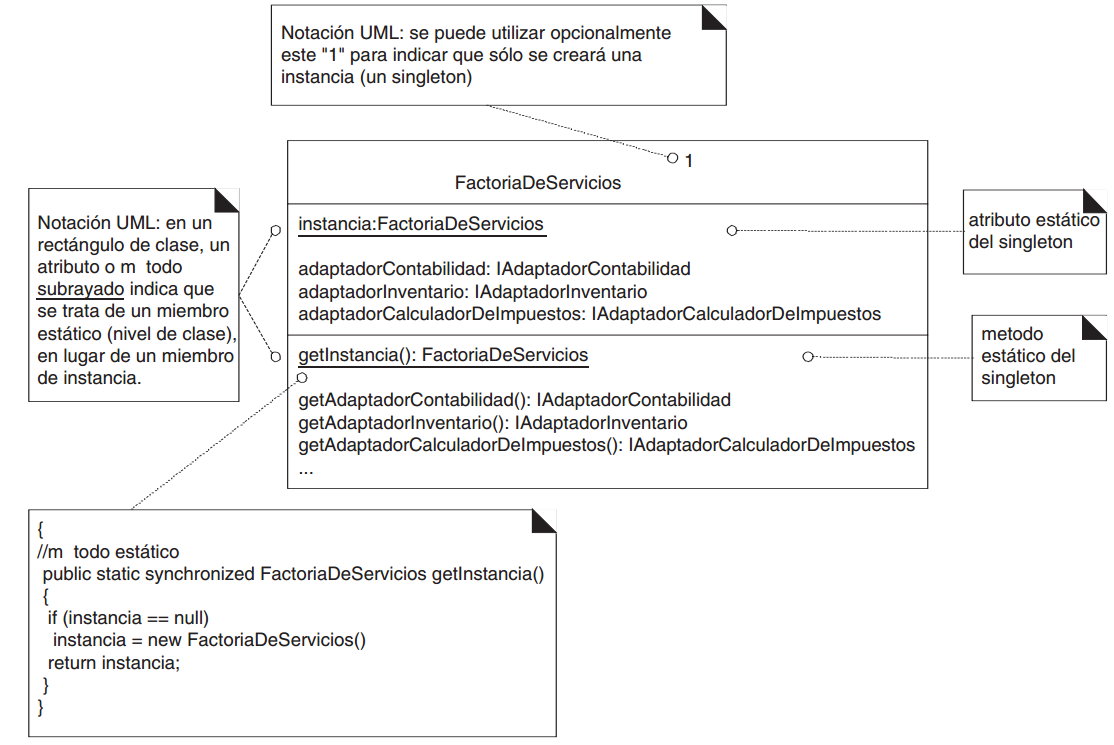 Notación UML: se puede utilizar opcionalmente
este "1" para indicar que sólo se creará una
instancia (un singleton)
1
FactoriaDeServicios
Notación UML: en un
rectángulo de clase, un
atributo o m todo
subrayado indica que
se trata de un miembro
estático (nivel de clase),
en lugar de un miembro
de instancia.
instancia:FactoriaDeServicios
adaptadorContabilidad: IAdaptadorContabilidad
adaptadorInventario: IAdaptadorInventario
adaptadorCalculadorDeImpuestos: IAdaptadorCalculadorDeImpuestos
atributo estático
del singleton
getInstancia(): FactoriaDeServicios
getAdaptadorContabilidad(): IAdaptadorContabilidad
getAdaptadorInventario(): IAdaptadorInventario
getAdaptadorCalculadorDeImpuestos(): IAdaptadorCalculadorDeImpuestos
...
metodo
estático del
singleton
{
//m todo estático
public static synchronized FactoriaDeServicios getInstancia()
{
if (instancia == null)
instancia = new FactoriaDeServicios()
return instancia;
}
}